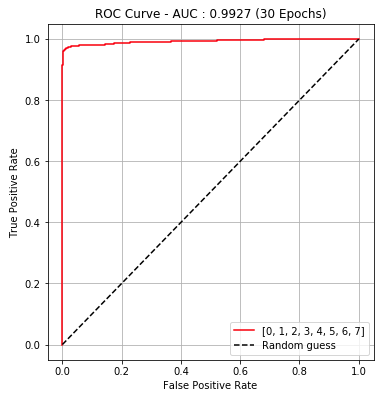 ROC Curve - AUC : 0.9927 (30 Epochs)
True Positive Rate
1.0
0.8
0.6
0.4
0.2
0.0
[0, 1, 2, 3, 4, 5, 6, 7]
Random guess
0.0 0.2 0.4 0.6 0.8 1.0
False Positive Rate